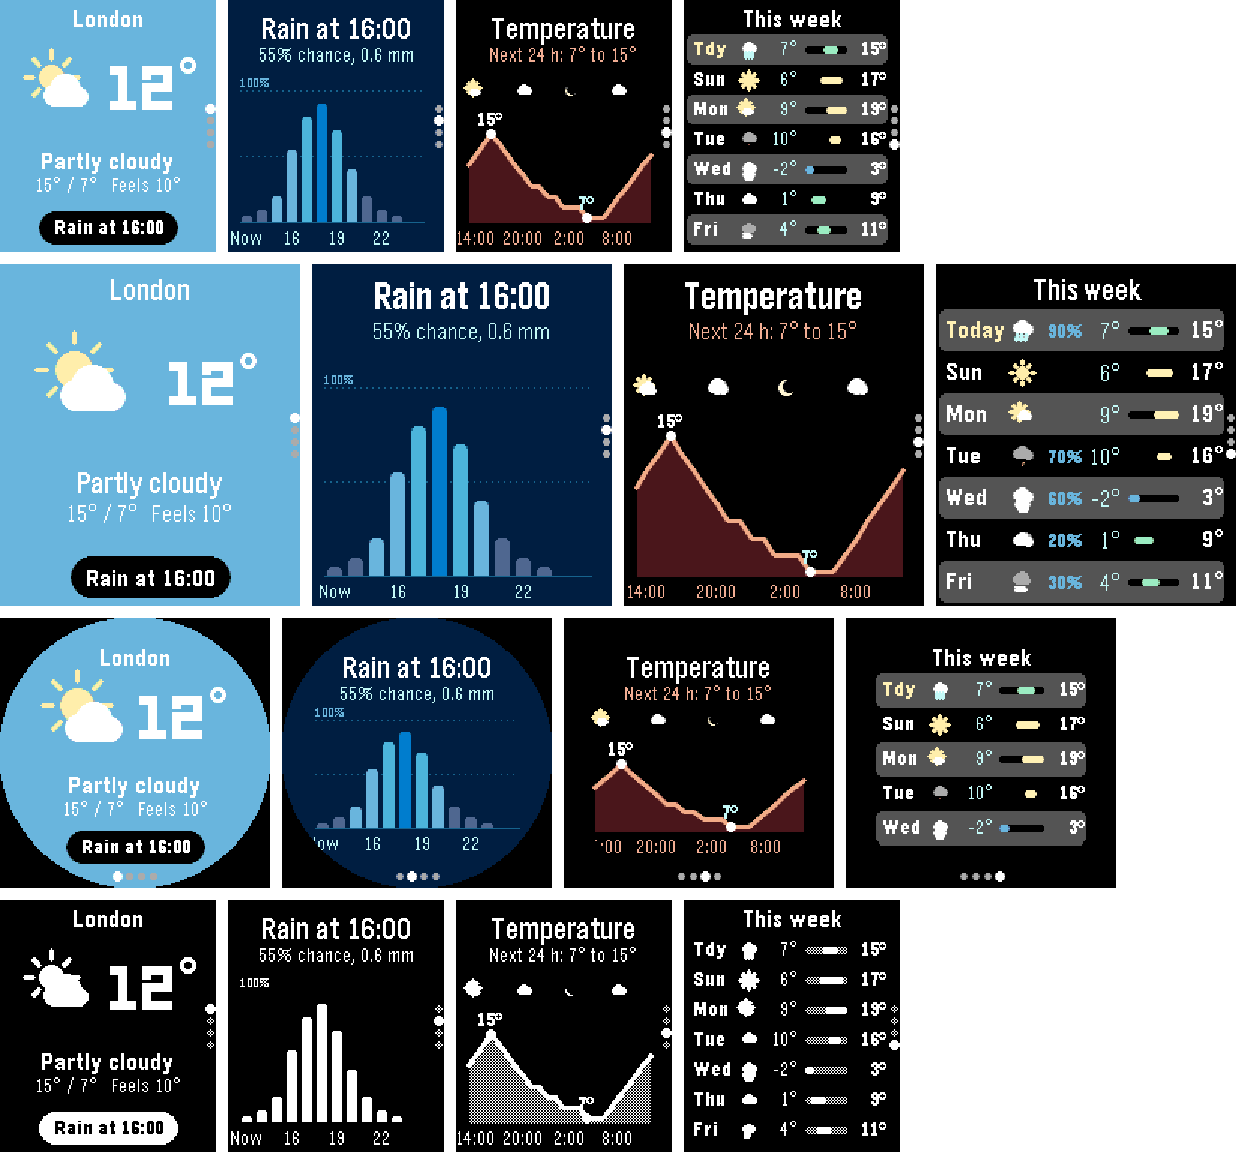 London
12°
Partly cloudy
15° / 7° Feels 10°
Rain at 16:00
Rain at 16:00
55% chance, 0.6 mm
100%
Now 16 19 22
Temperature
Next 24 h: 7° to 15°
15°
7°
14:00 20:00 2:00 8:00
This week
Tdy 7° 15°
Sun 6° 17°
Mon 9° 19°
Tue 10° 16°
Wed -2° 3°
Thu 1° 9°
Fri 4° 11°
London
12°
Partly cloudy
15° / 7° Feels 10°
Rain at 16:00
Rain at 16:00
55% chance, 0.6 mm
100%
Now 16 19 22
Temperature
Next 24 h: 7° to 15°
15°
7°
14:00 20:00 2:00 8:00
This week
Today 90% 7° 15°
Sun 6° 17°
Mon 9° 19°
Tue 70% 10° 16°
Wed 60% -2° 3°
Thu 20% 1° 9°
Fri 30% 4° 11°
London
12°
Partly cloudy
15° / 7° Feels 10°
Rain at 16:00
Rain at 16:00
55% chance, 0.6 mm
100%
16 19 22
Temperature
Next 24 h: 7° to 15°
15°
7°
:00 20:00 2:00 8:00
This week
Tdy 7° 15°
Sun 6° 17°
Mon 9° 19°
Tue 10° 16°
Wed -2° 3°
London
12°
Partly cloudy
15° / 7° Feels 10°
Rain at 16:00
Rain at 16:00
55% chance, 0.6 mm
100%
Now 16 19 22
Temperature
Next 24 h: 7° to 15°
15°
7°
14:00 20:00 2:00 8:00
This week
Tdy 7° 15°
Sun 6° 17°
Mon 9° 19°
Tue 10° 16°
Wed -2° 3°
Thu 1° 9°
Fri 4° 11°